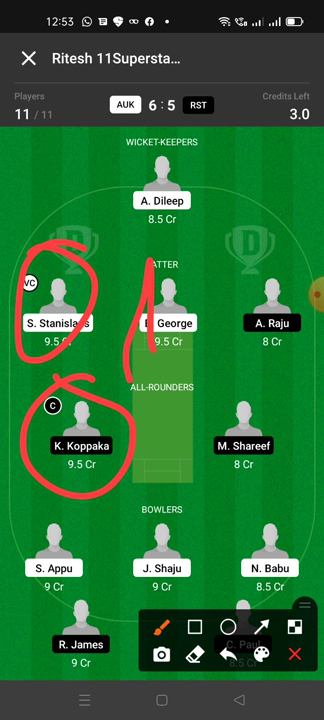 12:53
Ritesh 11Supersta...
Players
11 / 11
AUK 6 : 5 RST
Credits Left
3.0
WICKET-KEEPERS
A. Dileep
8.5 Cr
BATTER
VC
S. Stanislaus George A. Raju
9.5 Cr 9.5 Cr 8 Cr
ALL-ROUNDERS
C
K. Koppaka M. Shareef
9.5 Cr 8 Cr
BOWLERS
S. Appu J. Shaju N. Babu
9 Cr 9 Cr 8.5 Cr
R. James C. Paul
9 Cr 8.5 Cr